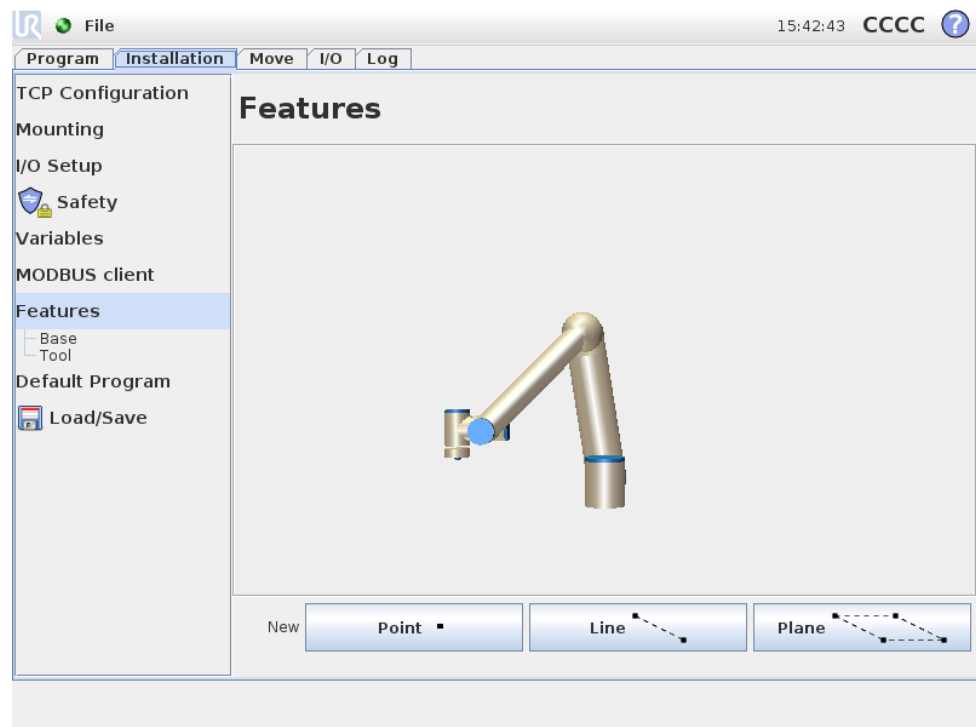 UR File 15:42:43 CCCC ?
Program Installation Move I/O Log
TCP Configuration
Mounting
I/O Setup
Safety
Variables
MODBUS client
Features
Base
Tool
Default Program
Load/Save
Features
New Point Line Plane